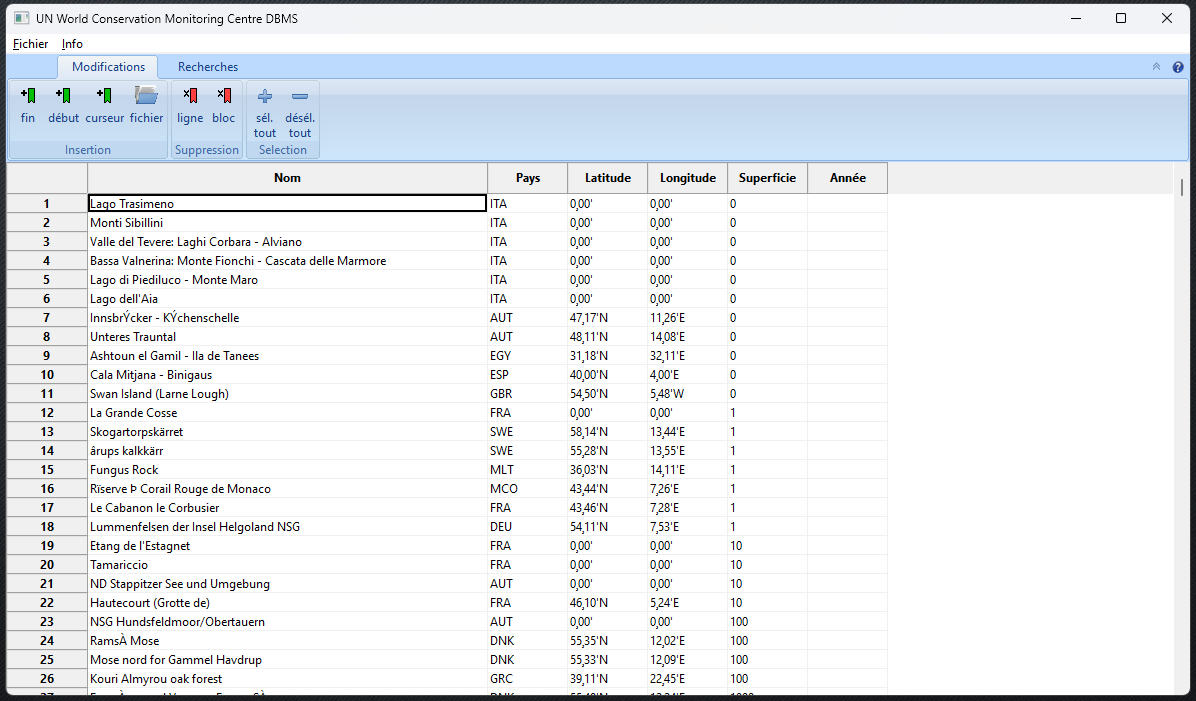 UN World Conservation Monitoring Centre DBMS
Fichier Info
Modifications Recherches
fin début curseur fichier ligne bloc sél. tout désél. tout
Insertion Suppression Selection
Nom Pays Latitude Longitude Superficie Année
1 Lago Trasimeno ITA 0,00' 0,00' 0
2 Monti Sibillini ITA 0,00' 0,00' 0
3 Valle del Tevere: Laghi Corbara - Alviano ITA 0,00' 0,00' 0
4 Bassa Valnerina: Monte Fionchi - Cascata delle Marmore ITA 0,00' 0,00' 0
5 Lago di Piediluco - Monte Maro ITA 0,00' 0,00' 0
6 Lago dell'Aia ITA 0,00' 0,00' 0
7 InnsbrÝcker - KÝchenschelle AUT 47,17'N 11,26'E 0
8 Unteres Trauntal AUT 48,11'N 14,08'E 0
9 Ashtoun el Gamil - Ila de Tanees EGY 31,18'N 32,11'E 0
10 Cala Mitjana - Binigaus ESP 40,00'N 4,00'E 0
11 Swan Island (Larne Lough) GBR 54,50'N 5,48'W 0
12 La Grande Cosse FRA 0,00' 0,00' 1
13 Skogartorpskärret SWE 58,14'N 13,44'E 1
14 ârups kalkkärr SWE 55,28'N 13,55'E 1
15 Fungus Rock MLT 36,03'N 14,11'E 1
16 Rïserve Þ Corail Rouge de Monaco MCO 43,44'N 7,26'E 1
17 Le Cabanon le Corbusier FRA 43,46'N 7,28'E 1
18 Lummenfelsen der Insel Helgoland NSG DEU 54,11'N 7,53'E 1
19 Etang de l'Estagnet FRA 0,00' 0,00' 10
20 Tamariccio FRA 0,00' 0,00' 10
21 ND Stappitzer See und Umgebung AUT 0,00' 0,00' 10
22 Hautecourt (Grotte de) FRA 46,10'N 5,24'E 10
23 NSG Hundsfeldmoor/Obertauern AUT 0,00' 0,00' 100
24 RamsÀ Mose DNK 55,35'N 12,02'E 100
25 Mose nord for Gammel Havdrup DNK 55,33'N 12,09'E 100
26 Kouri Almyrou oak forest GRC 39,11'N 22,45'E 100